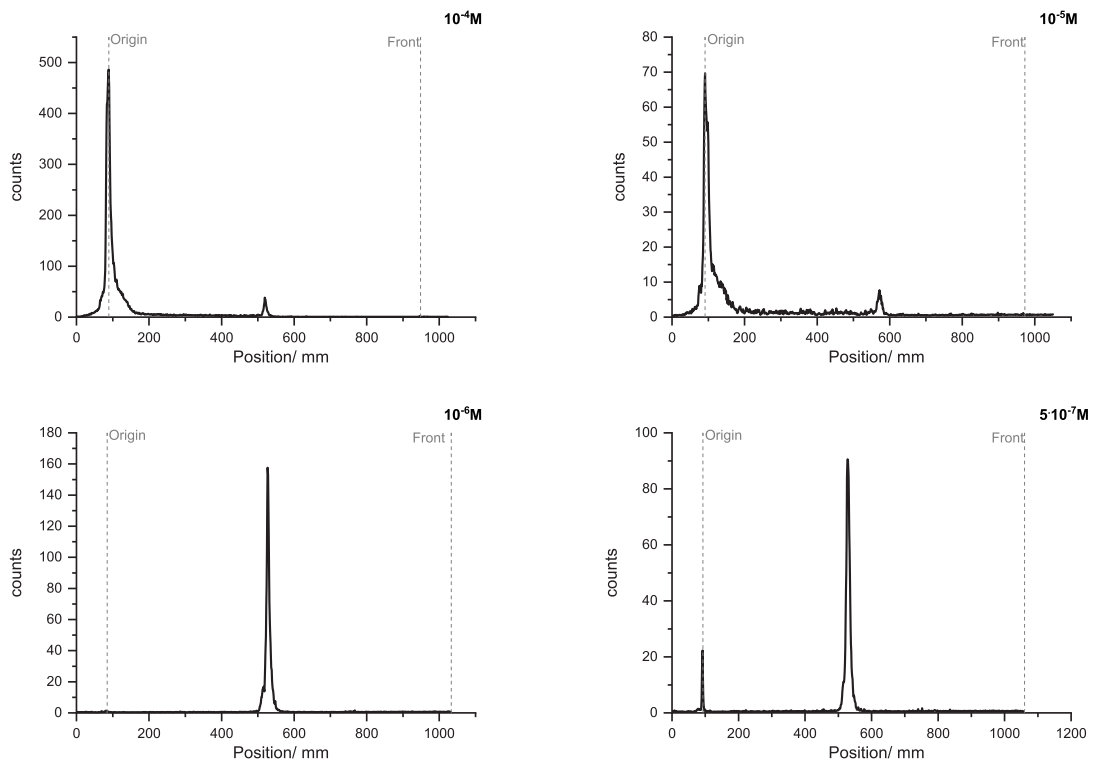 10⁻⁴M
Origin
Front
500
400
300
200
100
0
counts
0 200 400 600 800 1000
Position/ mm
10⁻⁵M
Origin
Front
80
70
60
50
40
30
20
10
0
counts
0 200 400 600 800 1000
Position/ mm
10⁻⁶M
Origin
Front
180
160
140
120
100
80
60
40
20
0
counts
0 200 400 600 800 1000
Position/ mm
5·10⁻⁷M
Origin
Front
100
80
60
40
20
0
counts
0 200 400 600 800 1000 1200
Position/ mm